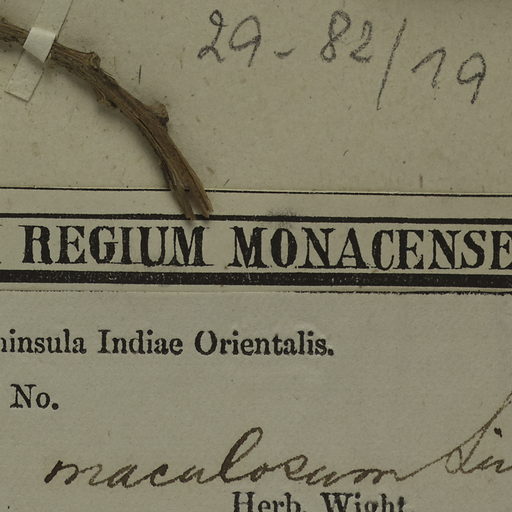 29-82/19
REGIUM MONACENSE
insula Indiae Orientalis.
No.
maculosum
Herb. Wight.